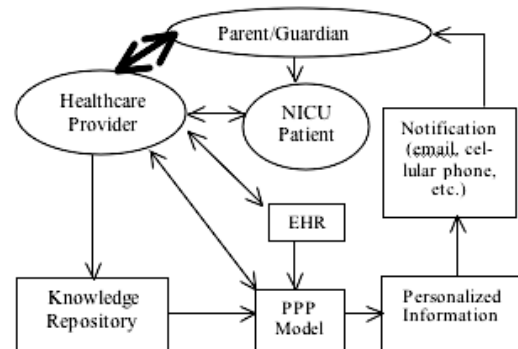 Parent/Guardian
Healthcare
Provider
NICU
Patient
Notification
(email, cel-
lular phone,
etc.)
EHR
Knowledge
Repository
PPP
Model
Personalized
Information